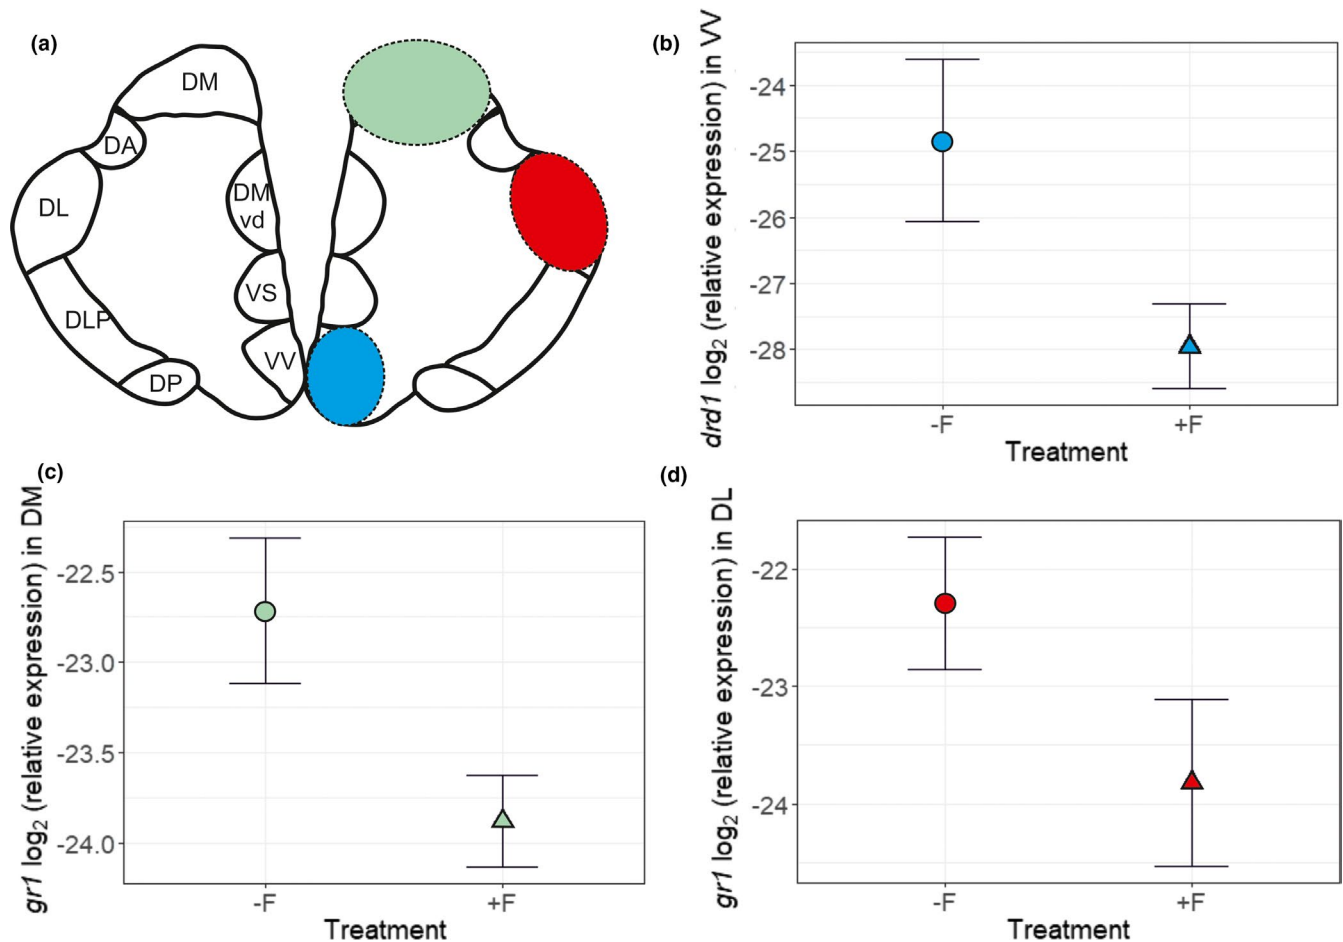 (a)
DM
DA
DL
DM
vd
VS
DLP
VV
DP
(b)
drd1 log₂ (relative expression) in VV
-24
-25
-26
-27
-28
-F
+F
Treatment
(c)
gr1 log₂ (relative expression) in DM
-22.5
-23.0
-23.5
-24.0
-F
+F
Treatment
(d)
gr1 log₂ (relative expression) in DL
-22
-23
-24
-F
+F
Treatment